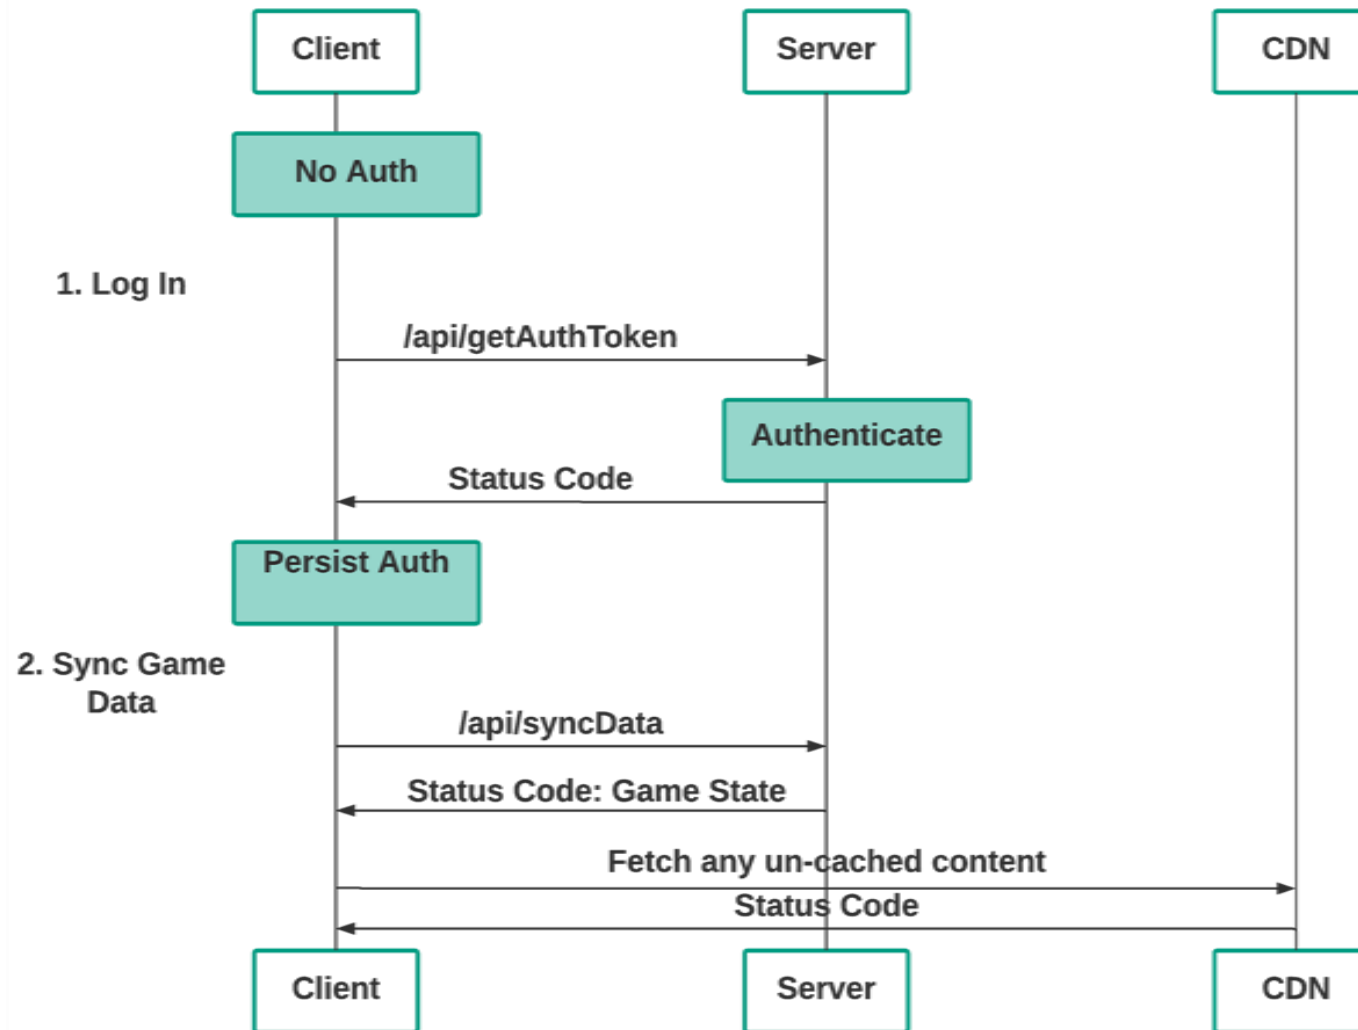 Client
Server
CDN
No Auth
1. Log In
/api/getAuthToken
Authenticate
Status Code
Persist Auth
2. Sync Game
Data
/api/syncData
Status Code: Game State
Fetch any un-cached content
Status Code
Client
Server
CDN